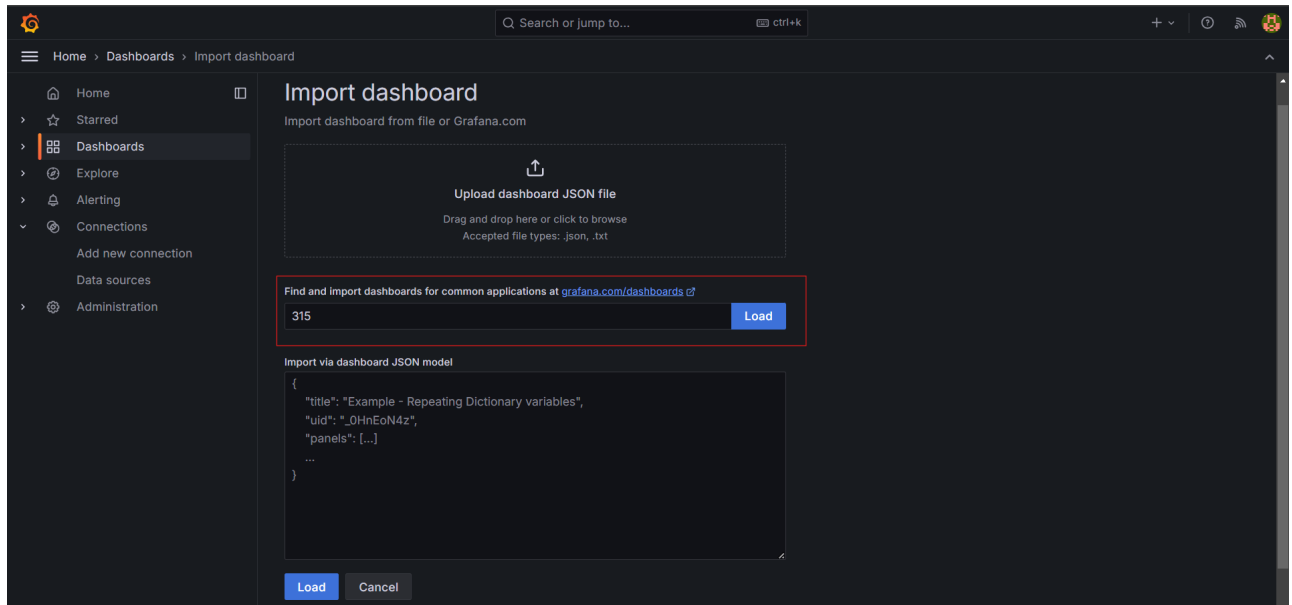 Search or jump to...
ctrl+k
Home > Dashboards > Import dashboard
Home
Starred
Dashboards
Explore
Alerting
Connections
Add new connection
Data sources
Administration
Import dashboard
Import dashboard from file or Grafana.com
Upload dashboard JSON file
Drag and drop here or click to browse
Accepted file types: .json, .txt
Find and import dashboards for common applications at grafana.com/dashboards
315
Load
Import via dashboard JSON model
{
"title": "Example - Repeating Dictionary variables",
"uid": "_0HnEoN4z",
"panels": [...]
...
}
Load
Cancel